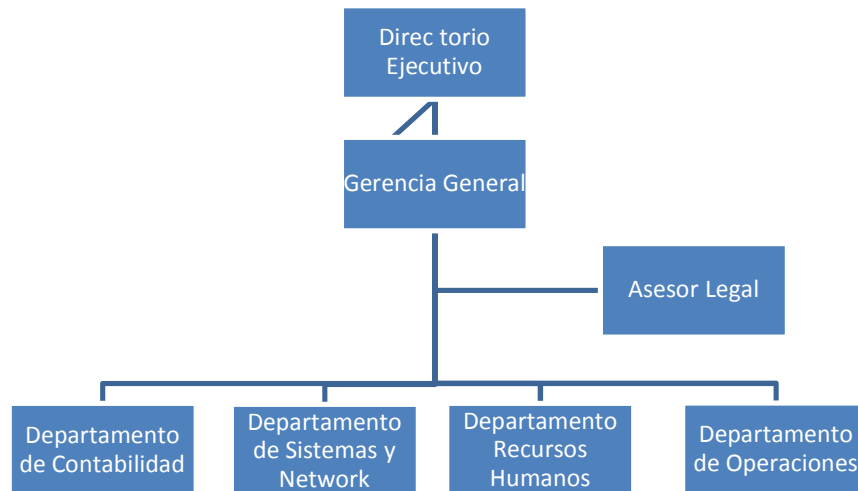 Direc torio
Ejecutivo
Gerencia General
Asesor Legal
Departamento
de Contabilidad
Departamento
de Sistemas y
Network
Departamento
Recursos
Humanos
Departamento
de Operaciones